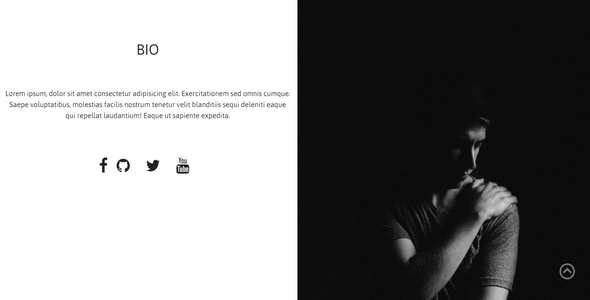 BIO
Lorem ipsum, dolor sit amet consectetur adipisicing elit. Exercitationem sed omnis cumque.
Saepe voluptatibus, molestias facilis nostrum tenetur velit blanditiis sequi deleniti eaque
qui repellat laudantium! Eaque ut sapiente expedita.
You
Tube